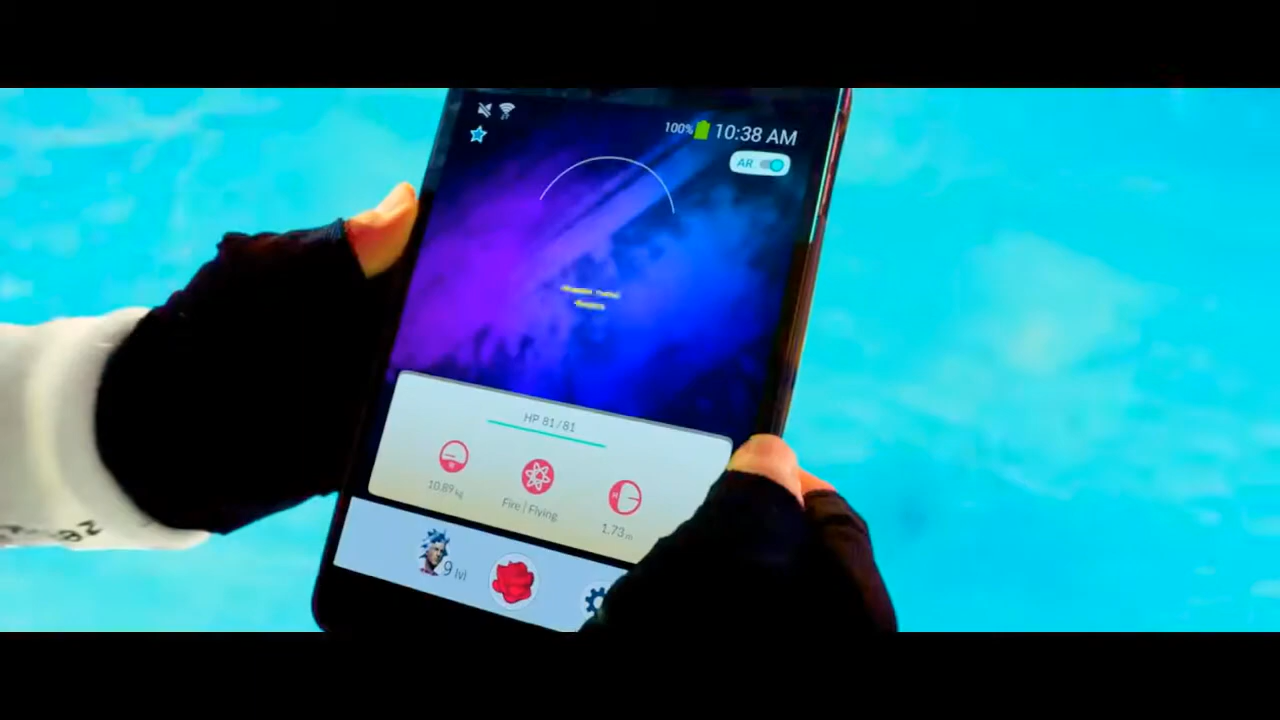 100% 10:38 AM
AR
HP 81/81
10.89 kg
Fire | Flying
1.73 m
9 lvl